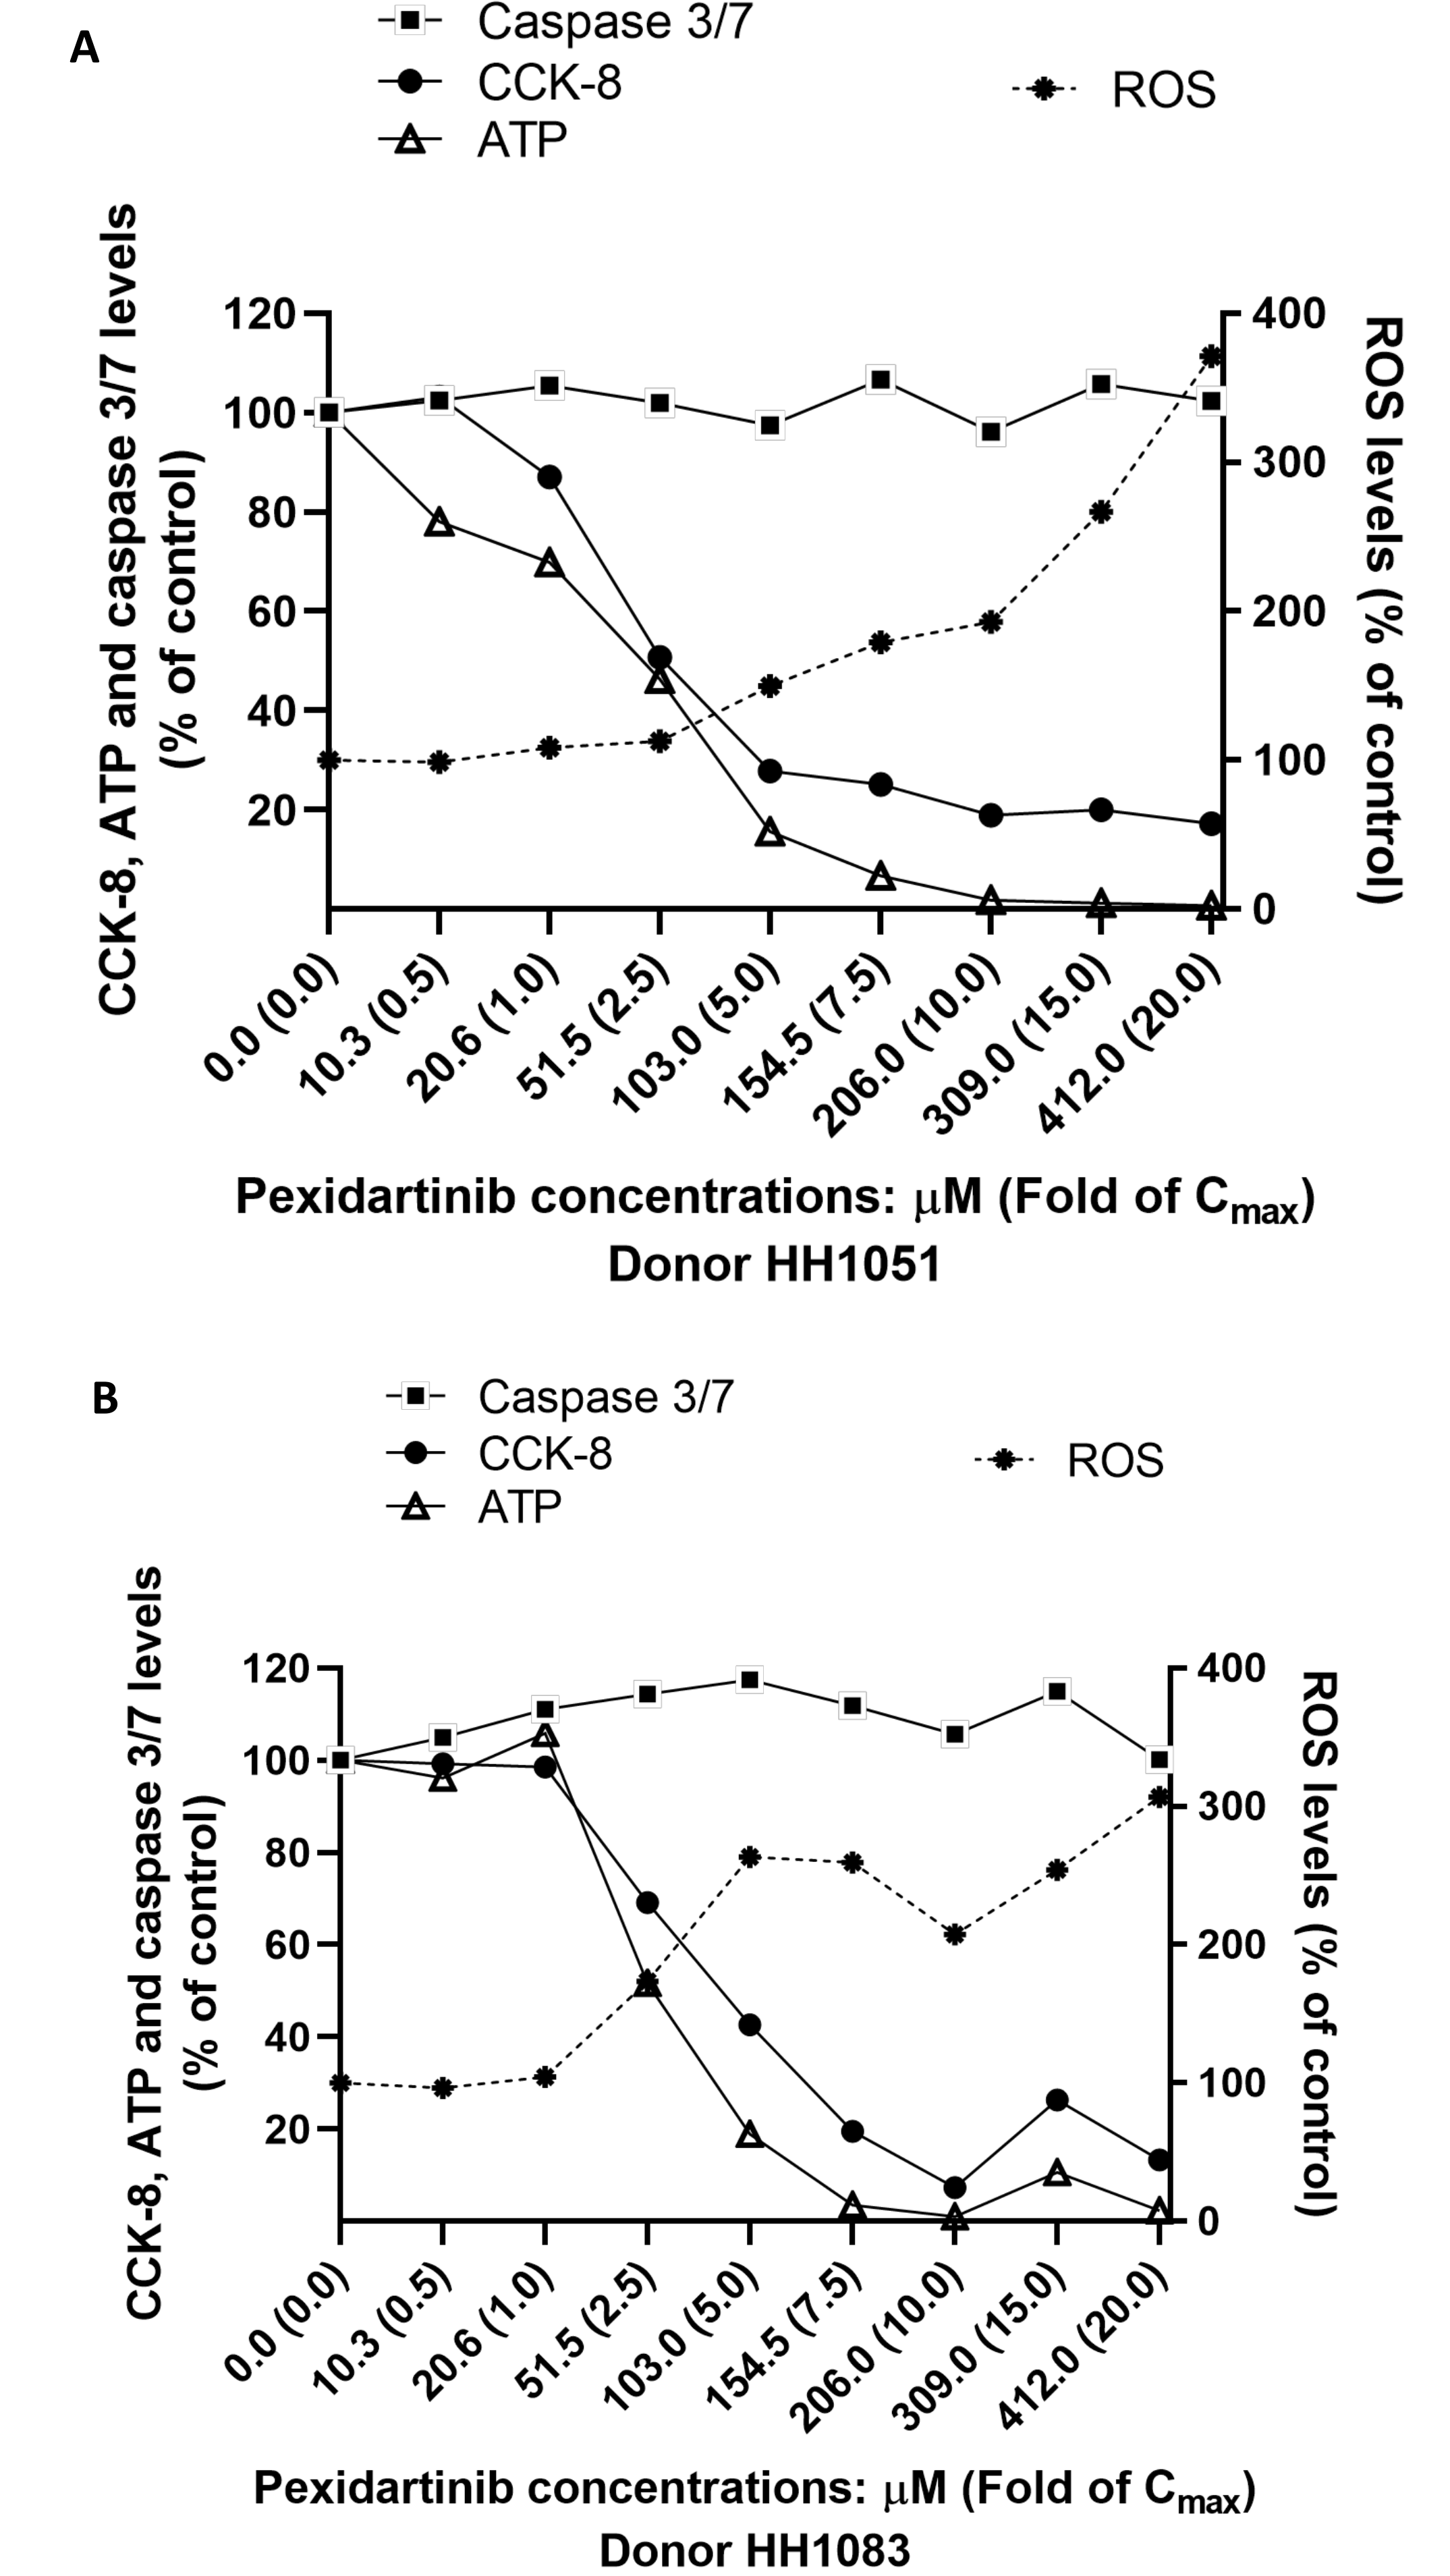 A
Caspase 3/7
CCK-8
ATP
ROS
CCK-8, ATP and caspase 3/7 levels
(% of control)
120
100
80
60
40
20
400
300
200
100
0
ROS levels (% of control)
0.0 (0.0)
10.3 (0.5)
20.6 (1.0)
51.5 (2.5)
103.0 (5.0)
154.5 (7.5)
206.0 (10.0)
309.0 (15.0)
412.0 (20.0)
Pexidartinib concentrations: μM (Fold of Cmax)
Donor HH1051
B
Caspase 3/7
CCK-8
ATP
ROS
CCK-8, ATP and caspase 3/7 levels
(% of control)
120
100
80
60
40
20
400
300
200
100
0
ROS levels (% of control)
0.0 (0.0)
10.3 (0.5)
20.6 (1.0)
51.5 (2.5)
103.0 (5.0)
154.5 (7.5)
206.0 (10.0)
309.0 (15.0)
412.0 (20.0)
Pexidartinib concentrations: μM (Fold of Cmax)
Donor HH1083